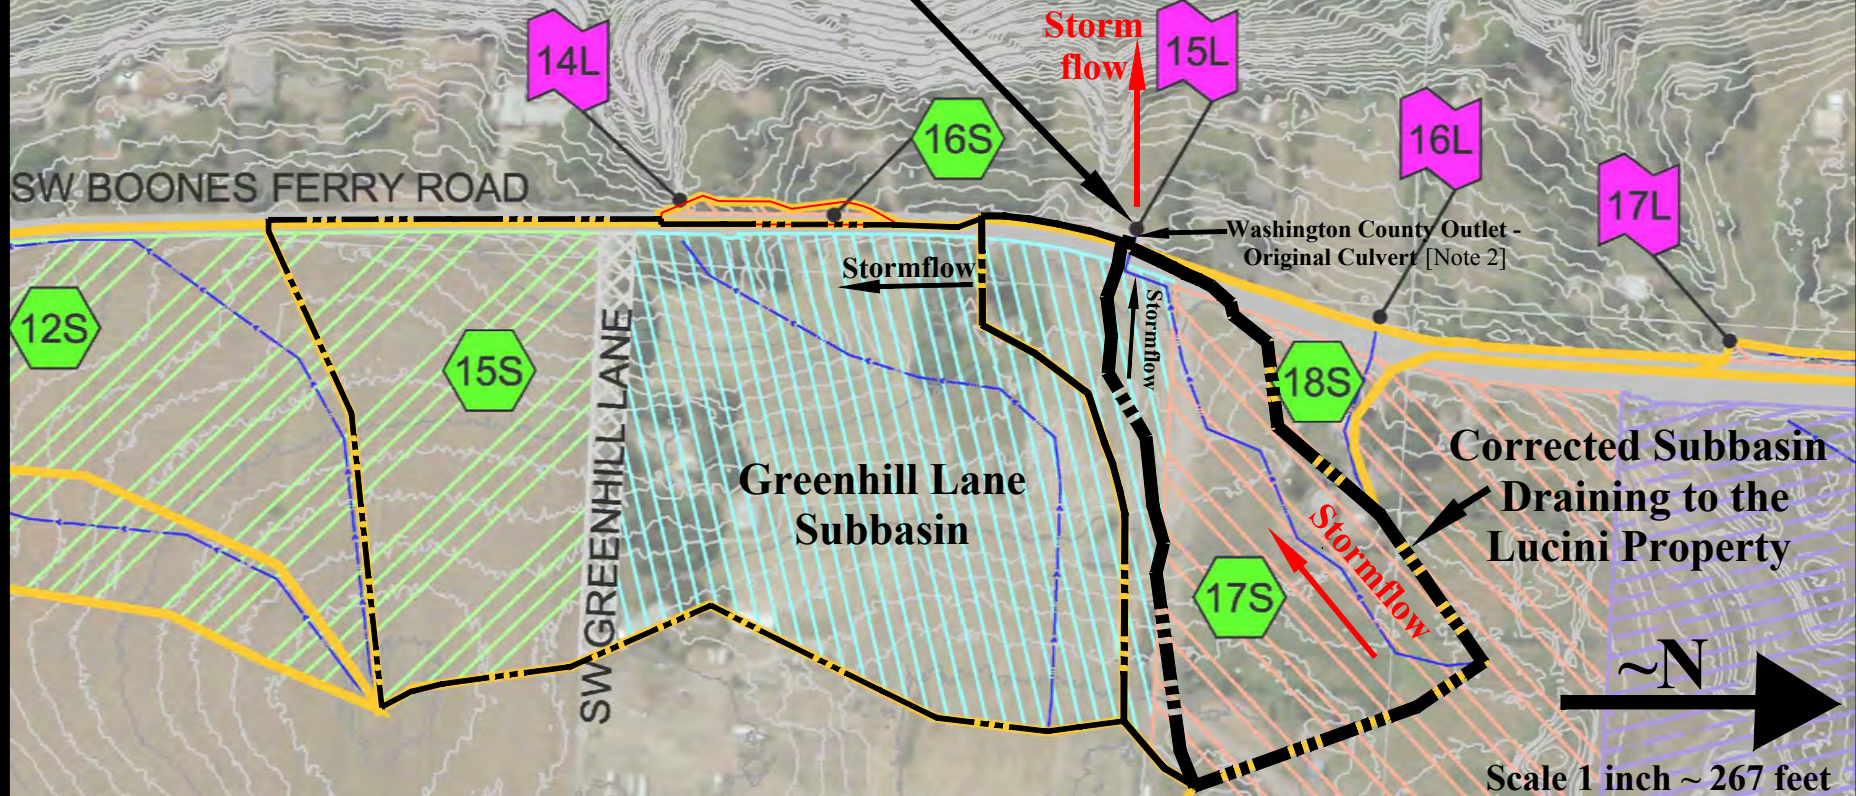 Storm
flow
14L
15L
16S
16L
17L
SW BOONES FERRY ROAD
Washington County Outlet -
Original Culvert [Note 2]
Stormflow
Stormflow
12S
15S
18S
SW GREENHILL LANE
Greenhill Lane
Subbasin
Corrected Subbasin
Draining to the
Lucini Property
Stormflow
17S
~N
Scale 1 inch ~ 267 feet